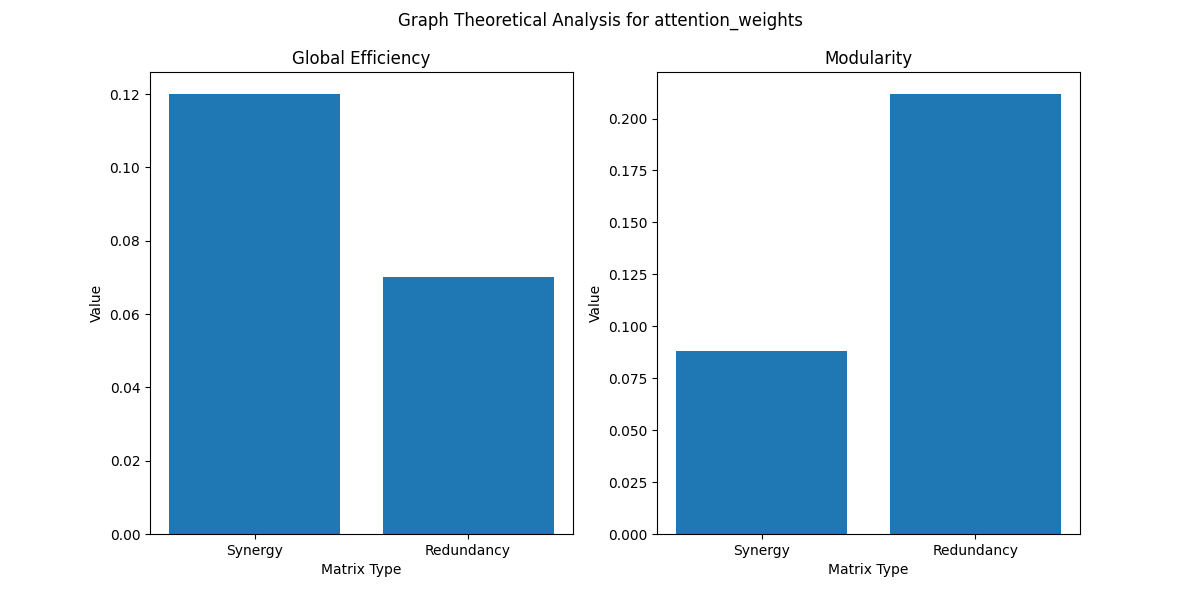 Graph Theoretical Analysis for attention_weights
Global Efficiency
0.12
0.10
0.08
0.06
0.04
0.02
0.00
Value
Synergy
Redundancy
Matrix Type
Modularity
0.200
0.175
0.150
0.125
0.100
0.075
0.050
0.025
0.000
Value
Synergy
Redundancy
Matrix Type